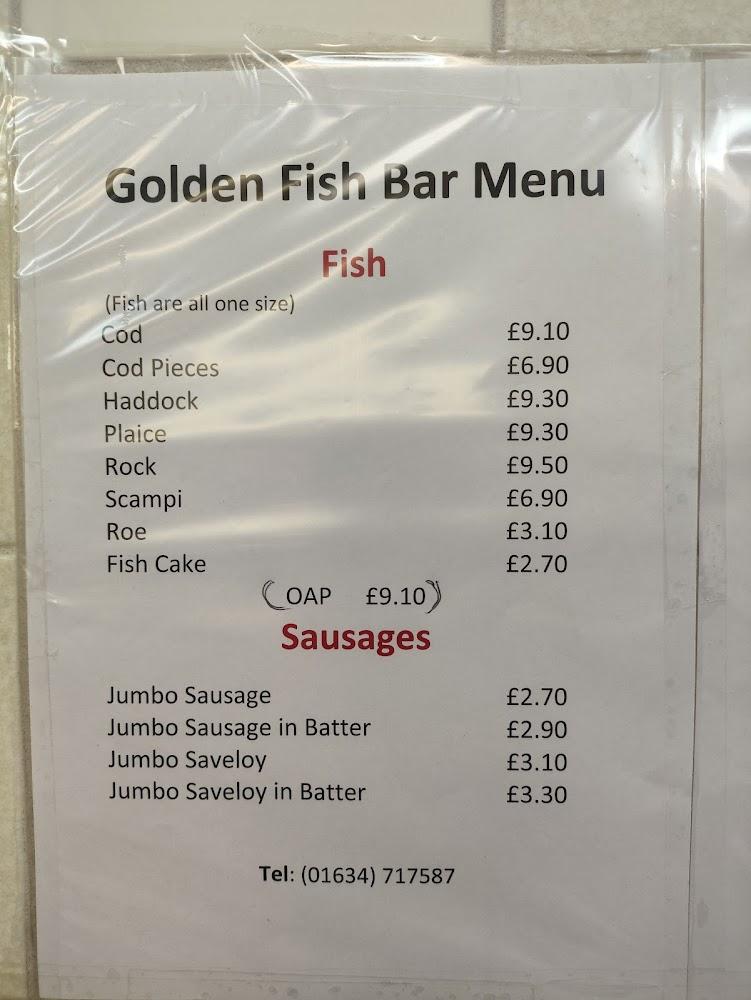 Golden Fish Bar Menu
Fish
(Fish are all one size)
Cod £9.10
Cod Pieces £6.90
Haddock £9.30
Plaice £9.30
Rock £9.50
Scampi £6.90
Roe £3.10
Fish Cake £2.70
(OAP £9.10)
Sausages
Jumbo Sausage £2.70
Jumbo Sausage in Batter £2.90
Jumbo Saveloy £3.10
Jumbo Saveloy in Batter £3.30
Tel: (01634) 717587